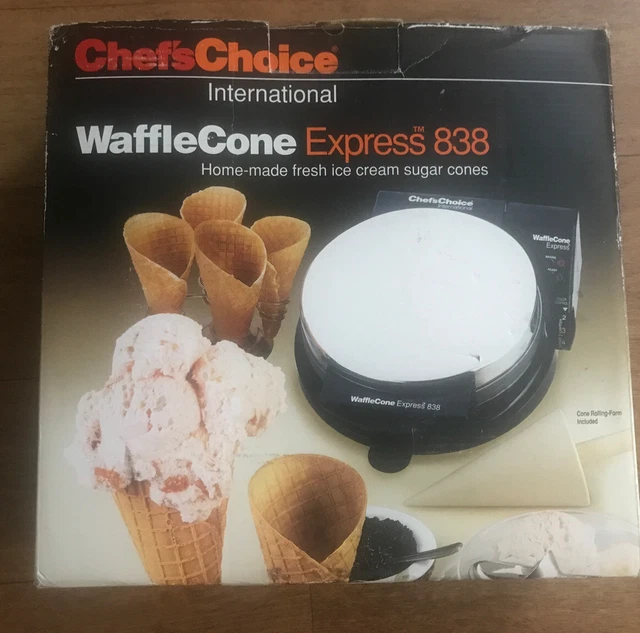 Chef'sChoice®
International
WaffleCone Express™ 838
Home-made fresh ice cream sugar cones
Chef'sChoice
International
WaffleCone
Express
WaffleCone Express 838
Cone Rolling-Form
Included